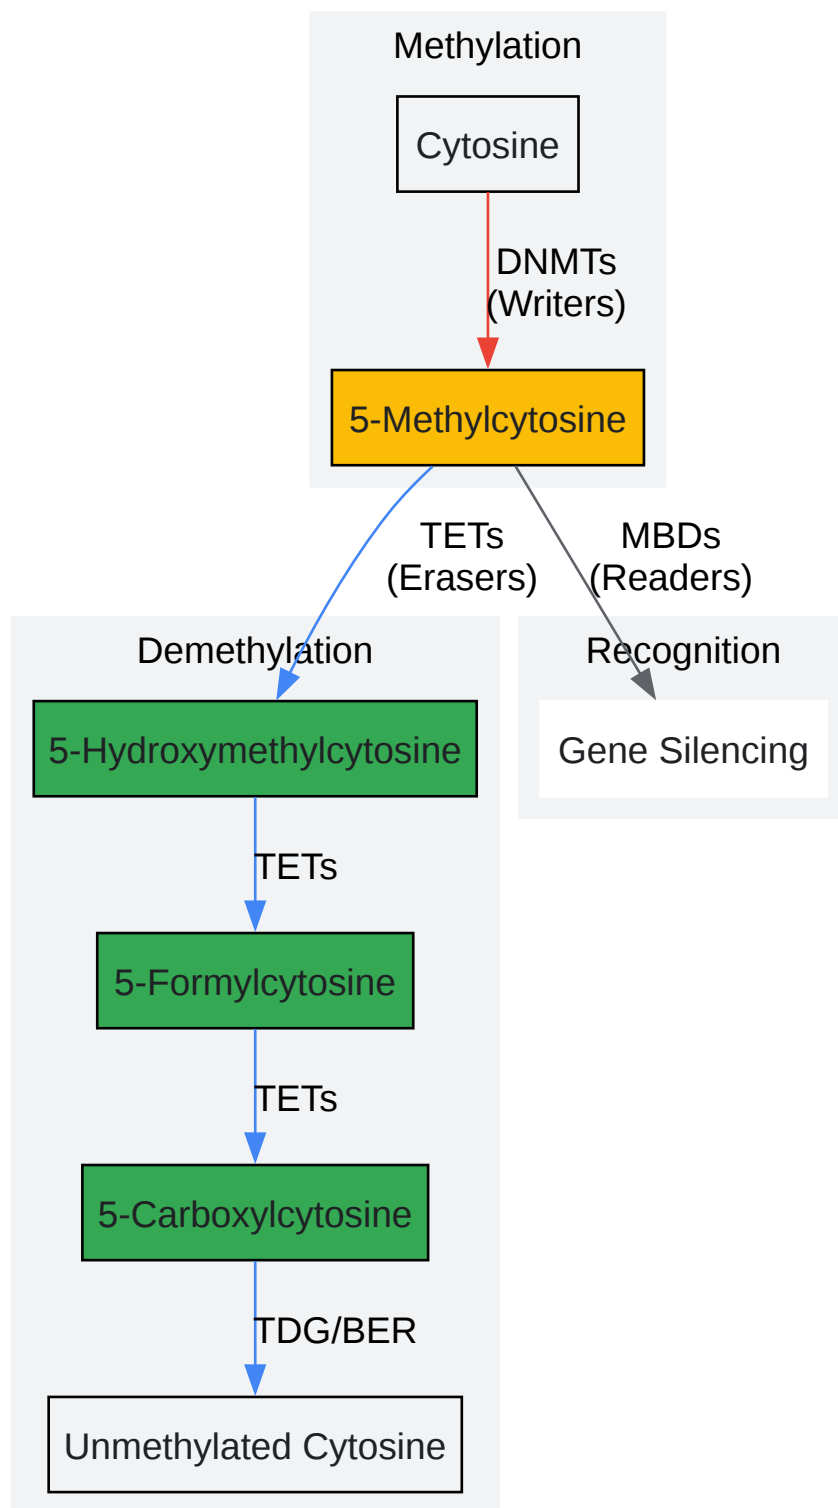 Methylation
Cytosine
DNMTs
(Writers)
5-Methylcytosine
TETs
(Erasers)
MBDs
(Readers)
Demethylation
Recognition
5-Hydroxymethylcytosine
Gene Silencing
TETs
5-Formylcytosine
TETs
5-Carboxylcytosine
TDG/BER
Unmethylated Cytosine